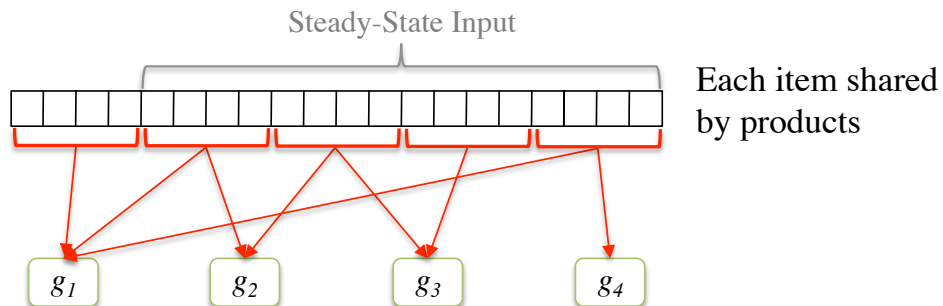 Steady-State Input
Each item shared
by products
g1 g2 g3 g4